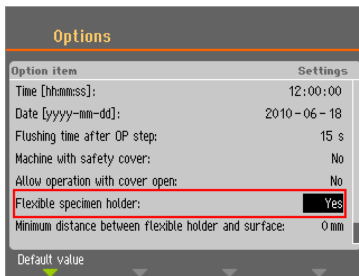 Options
Option item Settings
Time [hh:mm:ss]: 12:00:00
Date [yyyy-mm-dd]: 2010-06-18
Flushing time after OP step: 15 s
Machine with safety cover: No
Allow operation with cover open: No
Flexible specimen holder: Yes
Minimum distance between flexible holder and surface: 0 mm
Default value